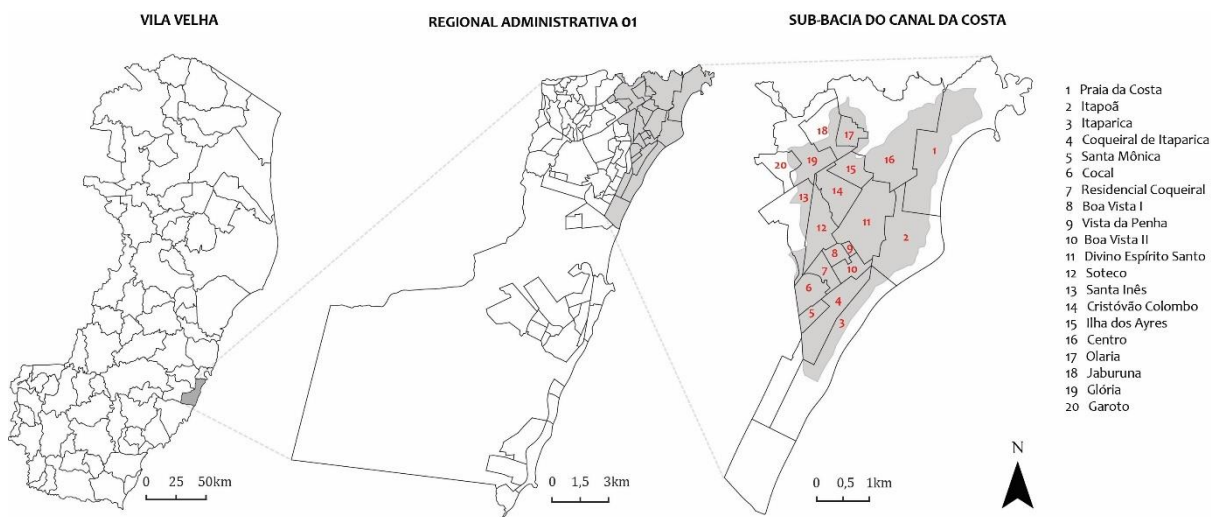 VILA VELHA
REGIONAL ADMINISTRATIVA 01
SUB-BACIA DO CANAL DA COSTA
1 Praia da Costa
2 Itapoã
3 Itaparica
4 Coqueiral de Itaparica
5 Santa Mônica
6 Cocal
7 Residencial Coqueiral
8 Boa Vista I
9 Vista da Penha
10 Boa Vista II
11 Divino Espírito Santo
12 Soteco
13 Santa Inês
14 Cristóvão Colombo
15 Ilha dos Ayres
16 Centro
17 Olaria
18 Jaburuna
19 Glória
20 Garoto
18
17
1
20
19
15
16
13
14
12
11
2
8
9
7
10
6
4
5
3
N
0 25 50km
0 1,5 3km
0 0,5 1km